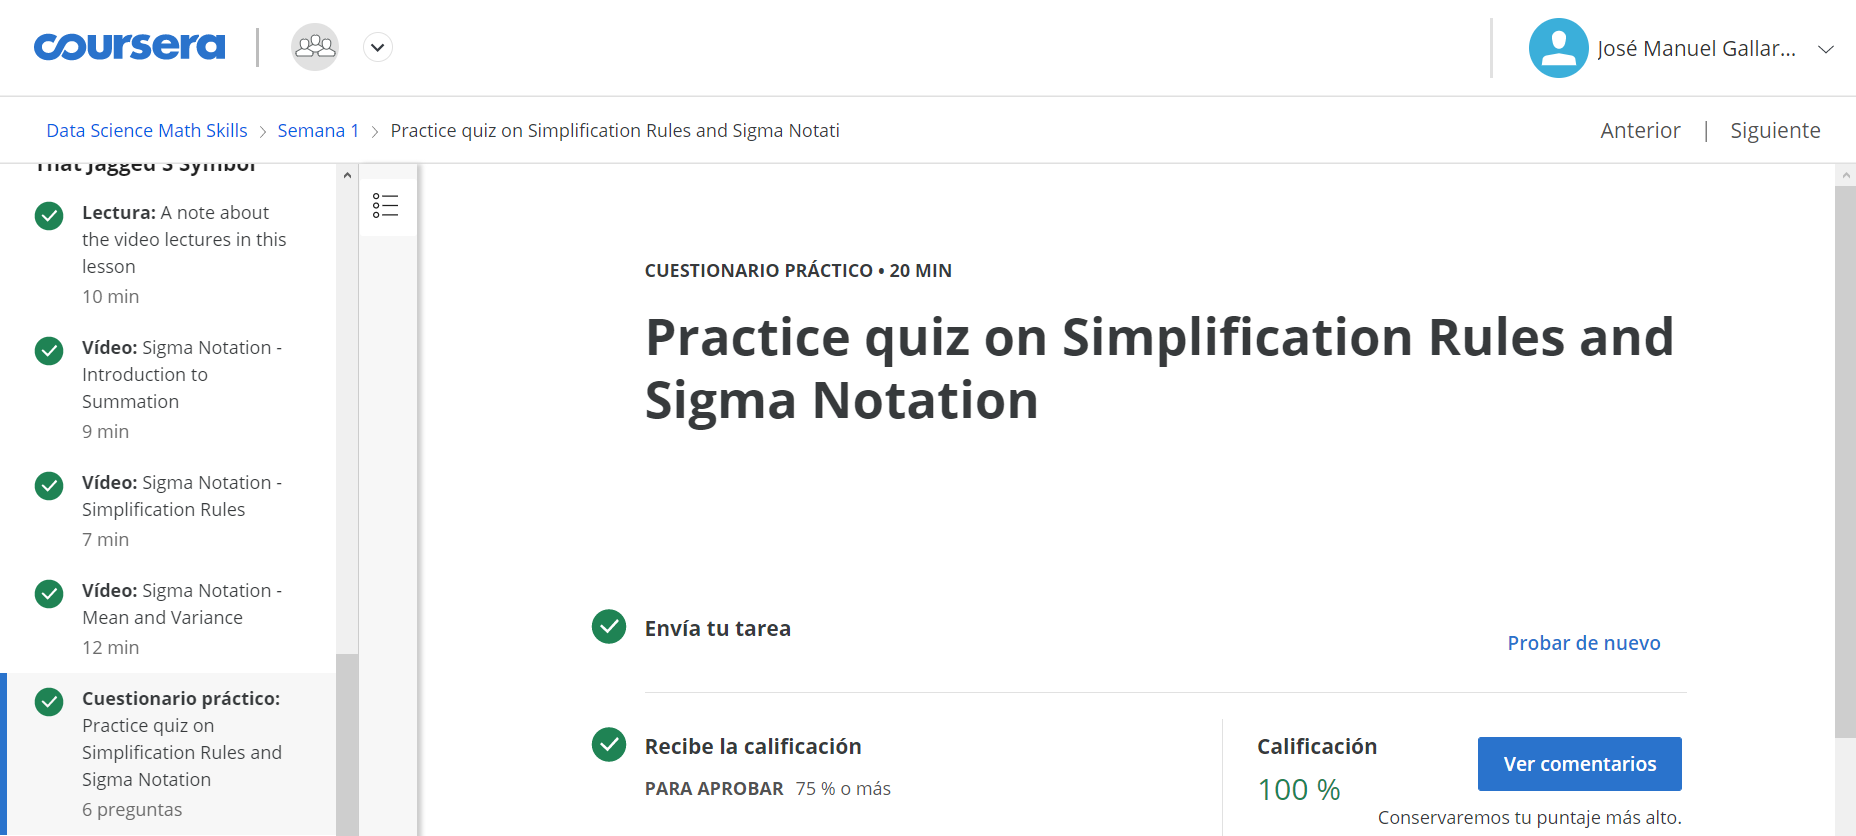 coursera
José Manuel Gallar...
Data Science Math Skills > Semana 1 > Practice quiz on Simplification Rules and Sigma Notati
Anterior | Siguiente
That Jagged S Symbol
Lectura: A note about
the video lectures in this
lesson
10 min
Vídeo: Sigma Notation -
Introduction to
Summation
9 min
Vídeo: Sigma Notation -
Simplification Rules
7 min
Vídeo: Sigma Notation -
Mean and Variance
12 min
Cuestionario práctico:
Practice quiz on
Simplification Rules and
Sigma Notation
6 preguntas
CUESTIONARIO PRÁCTICO • 20 MIN
Practice quiz on Simplification Rules and
Sigma Notation
Envía tu tarea
Probar de nuevo
Recibe la calificación
PARA APROBAR 75 % o más
Calificación
100 %
Ver comentarios
Conservaremos tu puntaje más alto.